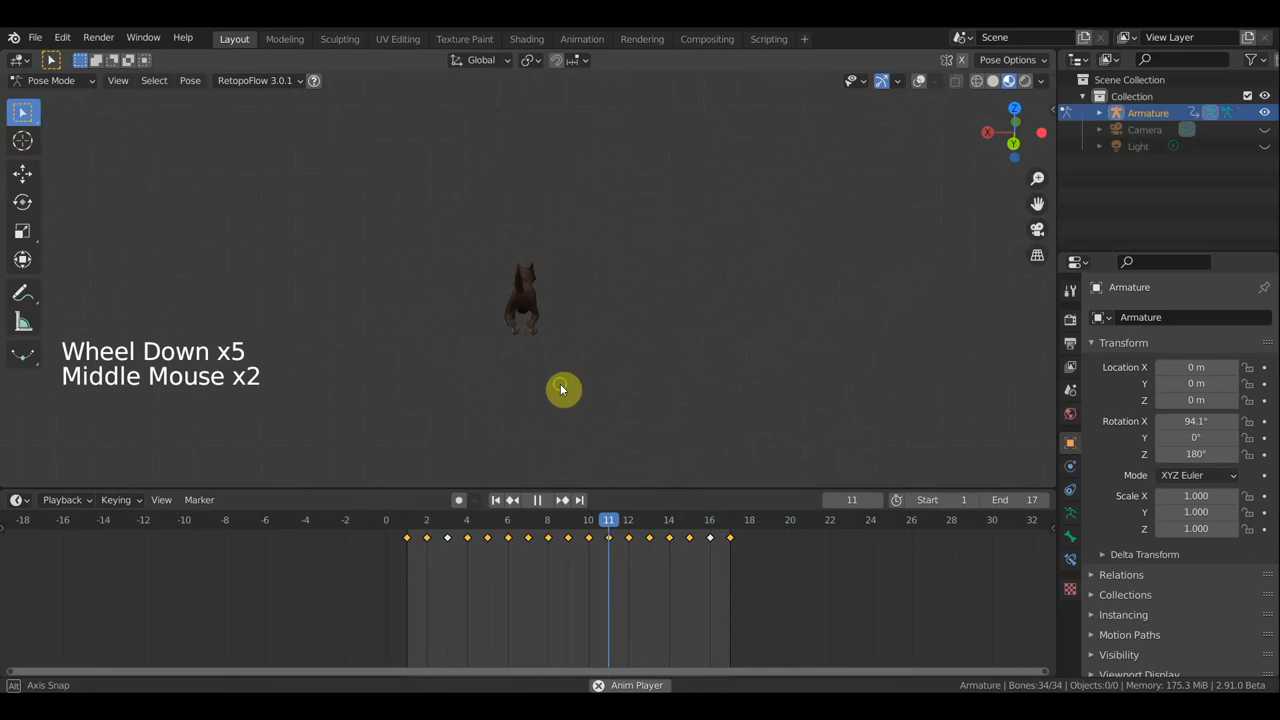 File Edit Render Window Help
Layout Modeling Sculpting UV Editing Texture Paint Shading Animation Rendering Compositing Scripting +
Scene View Layer
Global X Pose Options
Pose Mode View Select Pose RetopoFlow 3.0.1 ?
Scene Collection
Collection
Armature
Camera
Light
Z
X
Y
Wheel Down x5
Middle Mouse x2
Armature
Armature
Transform
Location X 0 m
Y 0 m
Z 0 m
Rotation X 94.1°
Y 0°
Z 180°
Mode XYZ Euler
Scale X 1.000
Y 1.000
Z 1.000
Delta Transform
Relations
Collections
Instancing
Motion Paths
Visibility
Viewport Display
Playback Keying View Marker 11 Start 1 End 17
-18 -16 -14 -12 -10 -8 -6 -4 -2 0 2 4 6 8 10 11 12 14 16 18 20 22 24 26 28 30 32
Alt Axis Snap Anim Player Armature | Bones:34/34 | Objects:0/0 | Memory: 175.3 MiB | 2.91.0 Beta